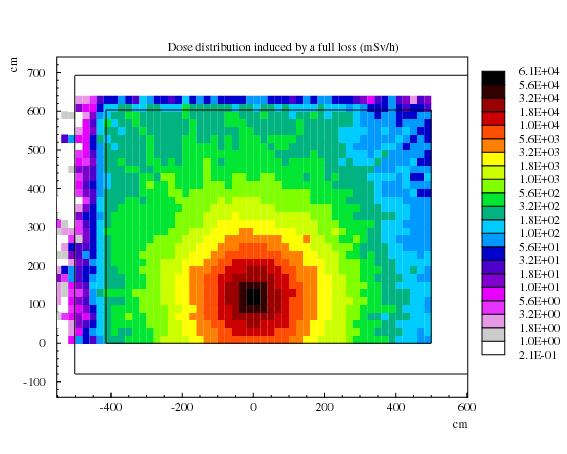 Dose distribution induced by a full loss (mSv/h)
cm
700
600
500
400
300
200
100
0
-100
-400
-200
0
200
400
600
cm
6.1E+04
5.6E+04
3.2E+04
1.8E+04
1.0E+04
5.6E+03
3.2E+03
1.8E+03
1.0E+03
5.6E+02
3.2E+02
1.8E+02
1.0E+02
5.6E+01
3.2E+01
1.8E+01
1.0E+01
5.6E+00
3.2E+00
1.8E+00
1.0E+00
2.1E-01